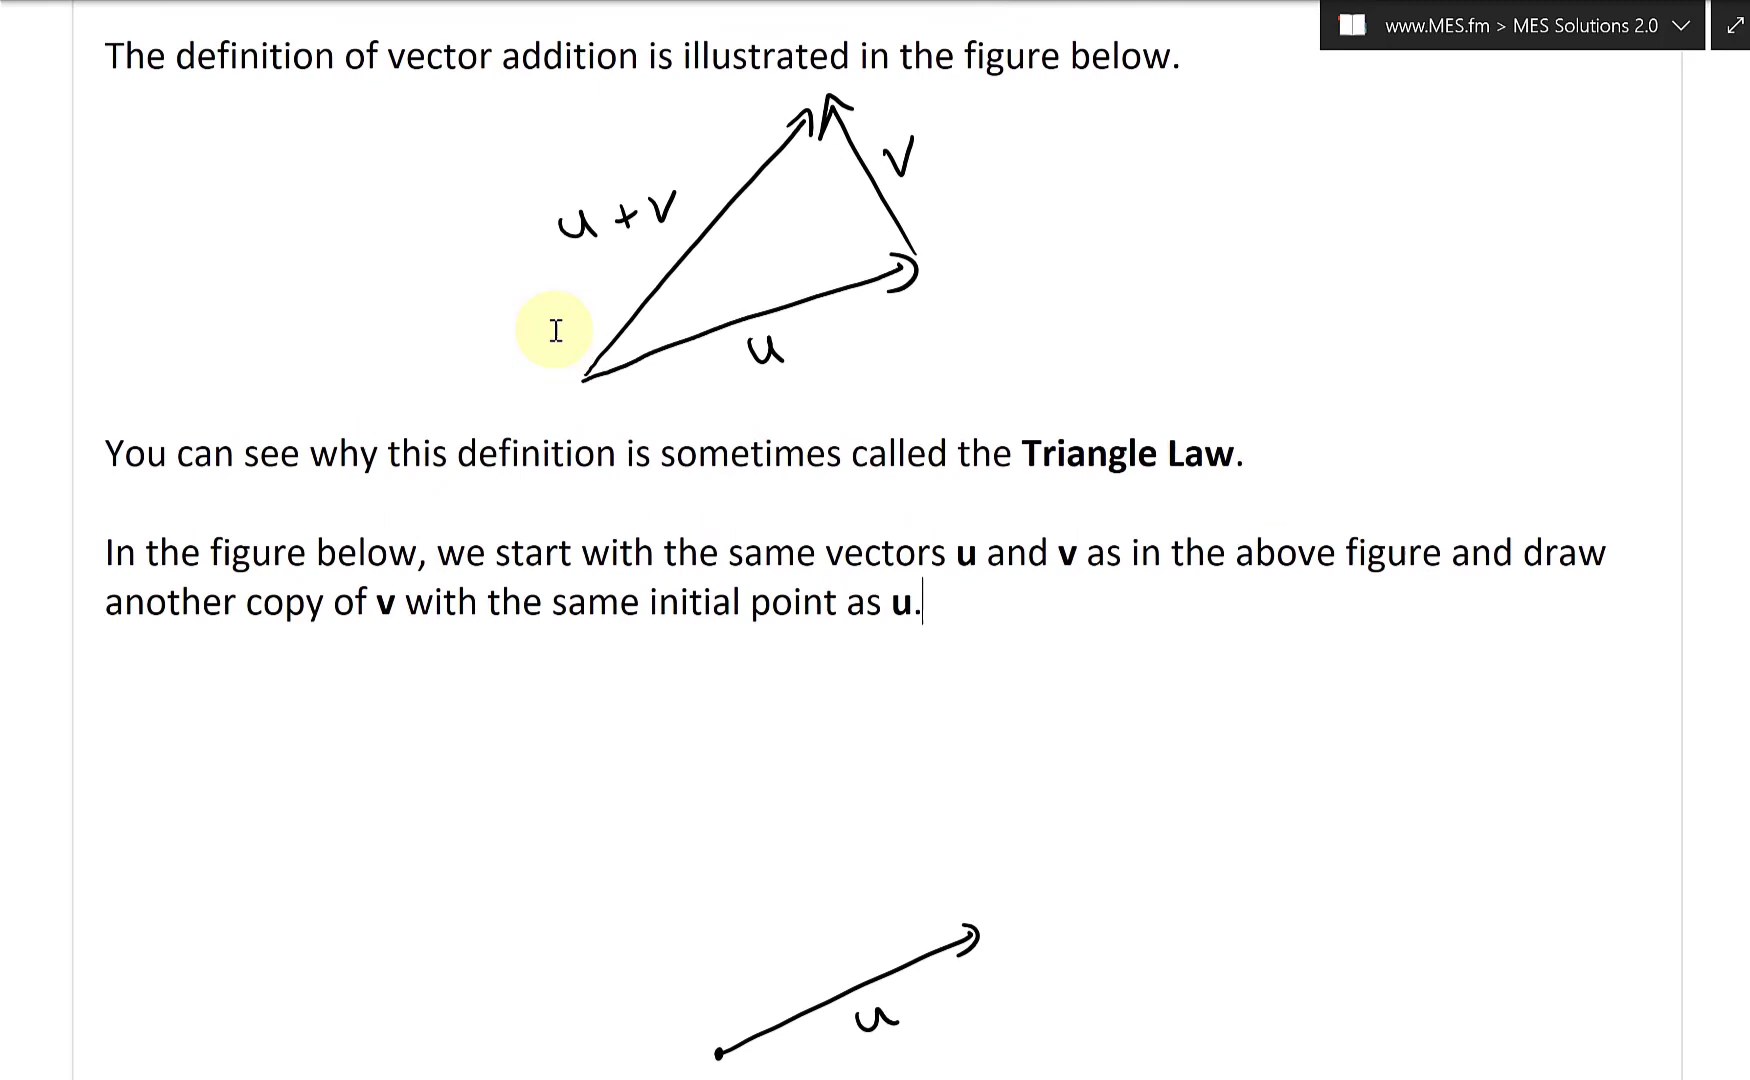 www.MES.fm > MES Solutions 2.0
The definition of vector addition is illustrated in the figure below.
v
u + v
u
You can see why this definition is sometimes called the Triangle Law.
In the figure below, we start with the same vectors u and v as in the above figure and draw
another copy of v with the same initial point as u.
u